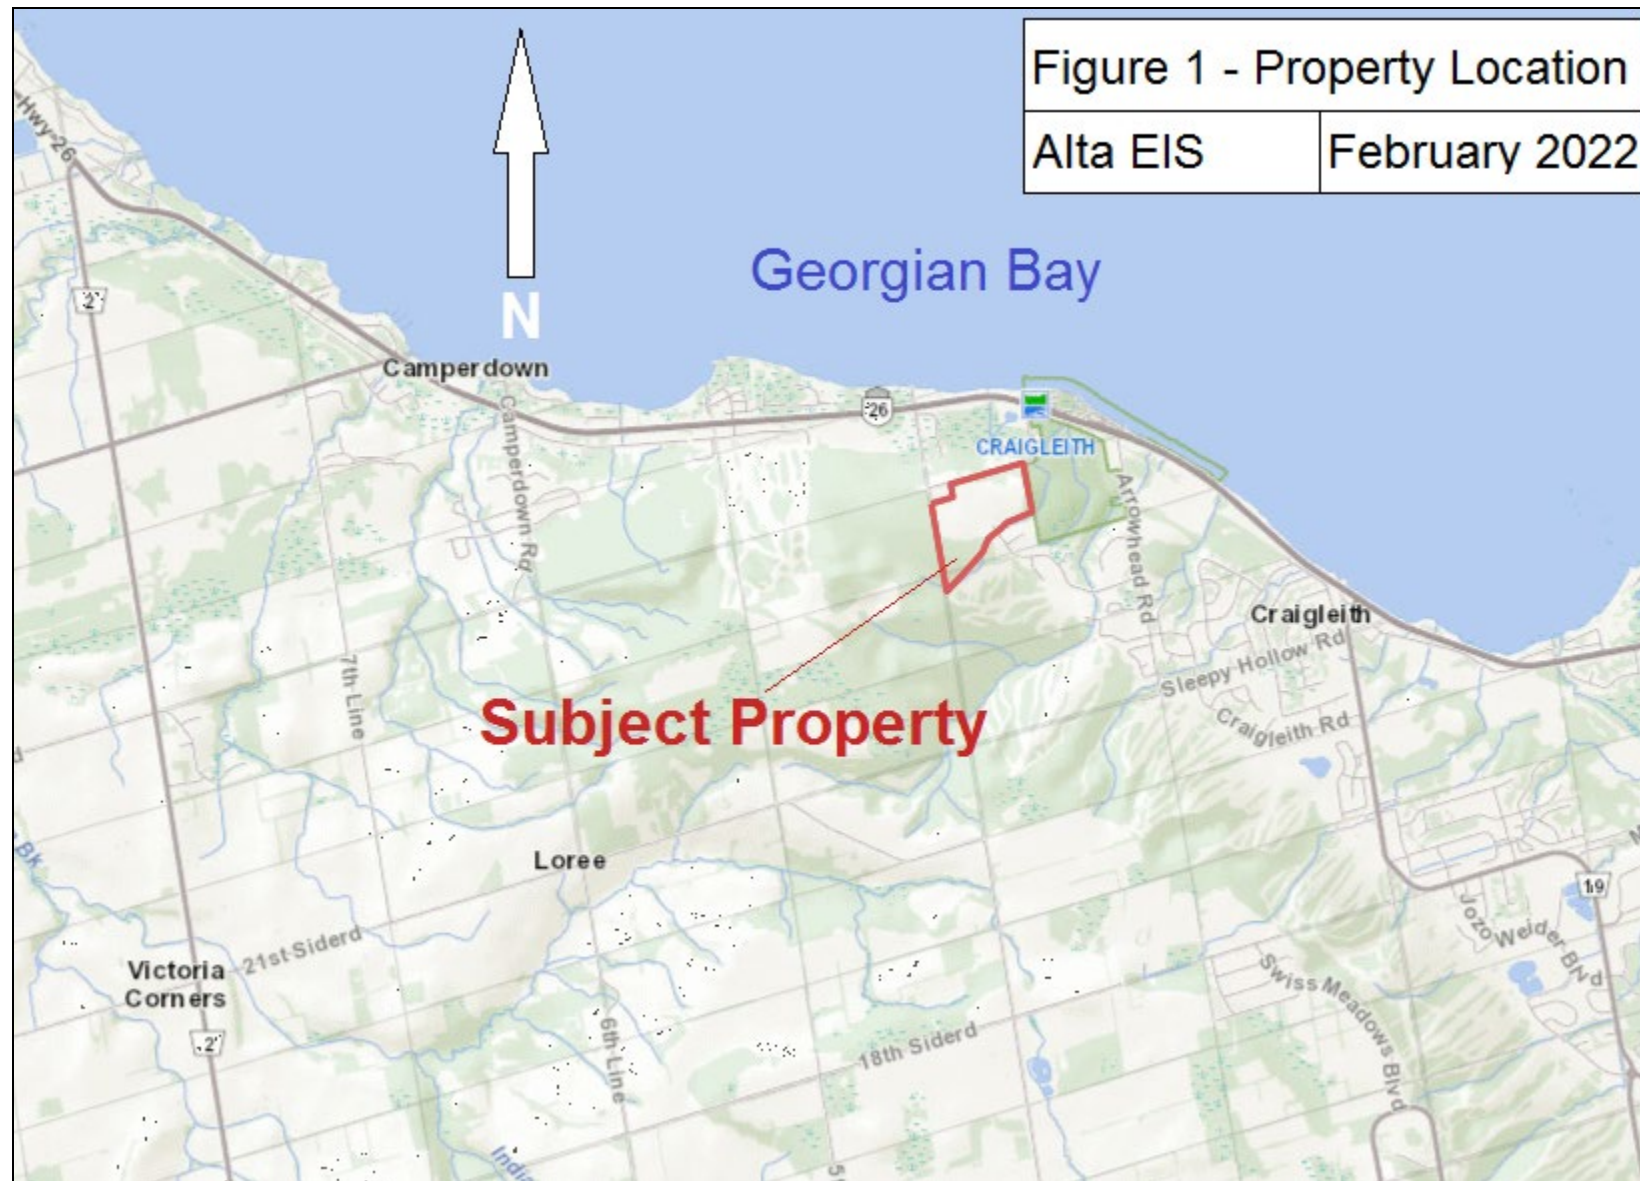 Figure 1 - Property Location
Alta EIS
February 2022
Hwy 26
Georgian Bay
N
2
Camperdown
26
CRAIGLEITH
Camperdown Rd
Arrowhead Rd
Craigleith
Sleepy Hollow Rd
7th Line
Subject Property
Craigleith Rd
Loree
19
Jozo Weider Blvd
21st Siderd
Victoria
Corners
Swiss Meadows Blvd
2
6th Line
18th Siderd